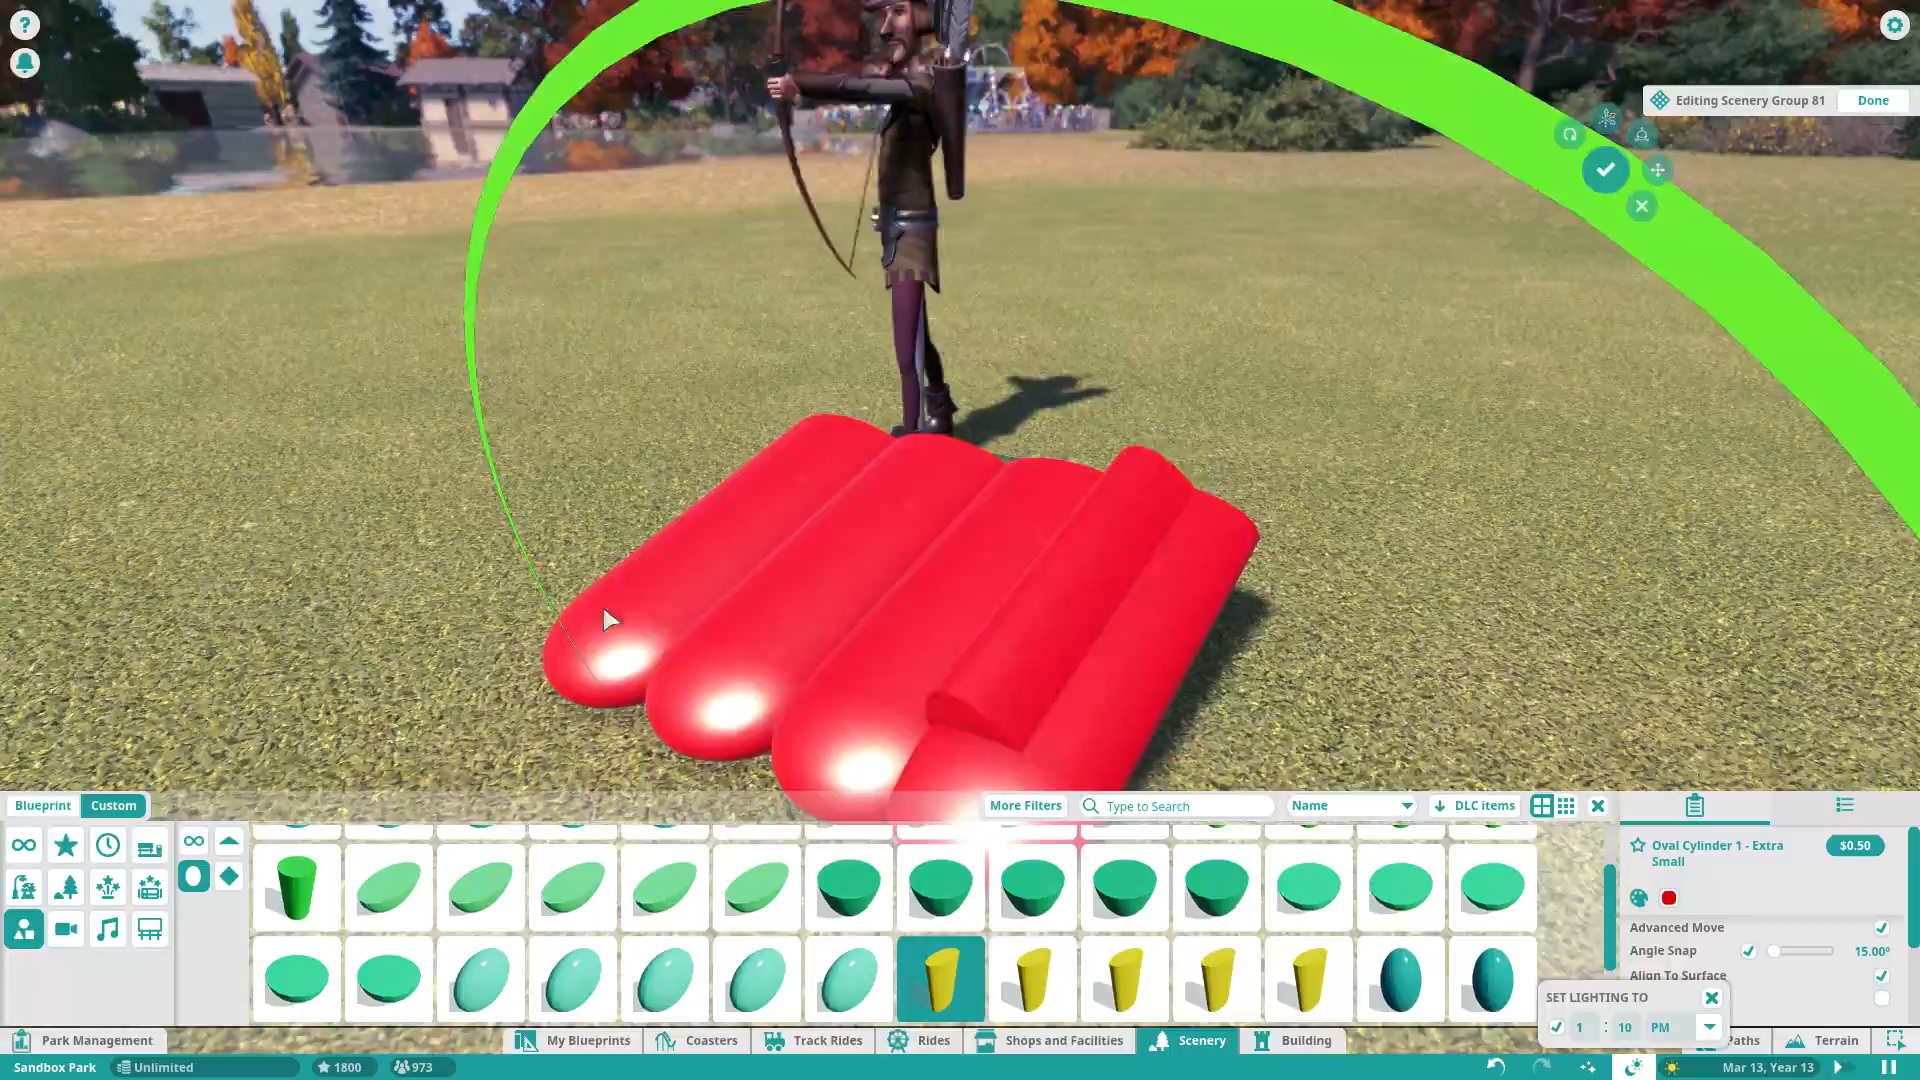 ?
Editing Scenery Group 81
Done
Blueprint
Custom
More Filters
Type to Search
Name
DLC items
Oval Cylinder 1 - Extra
Small
$0.50
Advanced Move
Angle Snap
15.00°
Align To Surface
SET LIGHTING TO
1 : 10 PM
Park Management
My Blueprints
Coasters
Track Rides
Rides
Shops and Facilities
Scenery
Building
Paths
Terrain
Sandbox Park
Unlimited
1800
973
Mar 13, Year 13